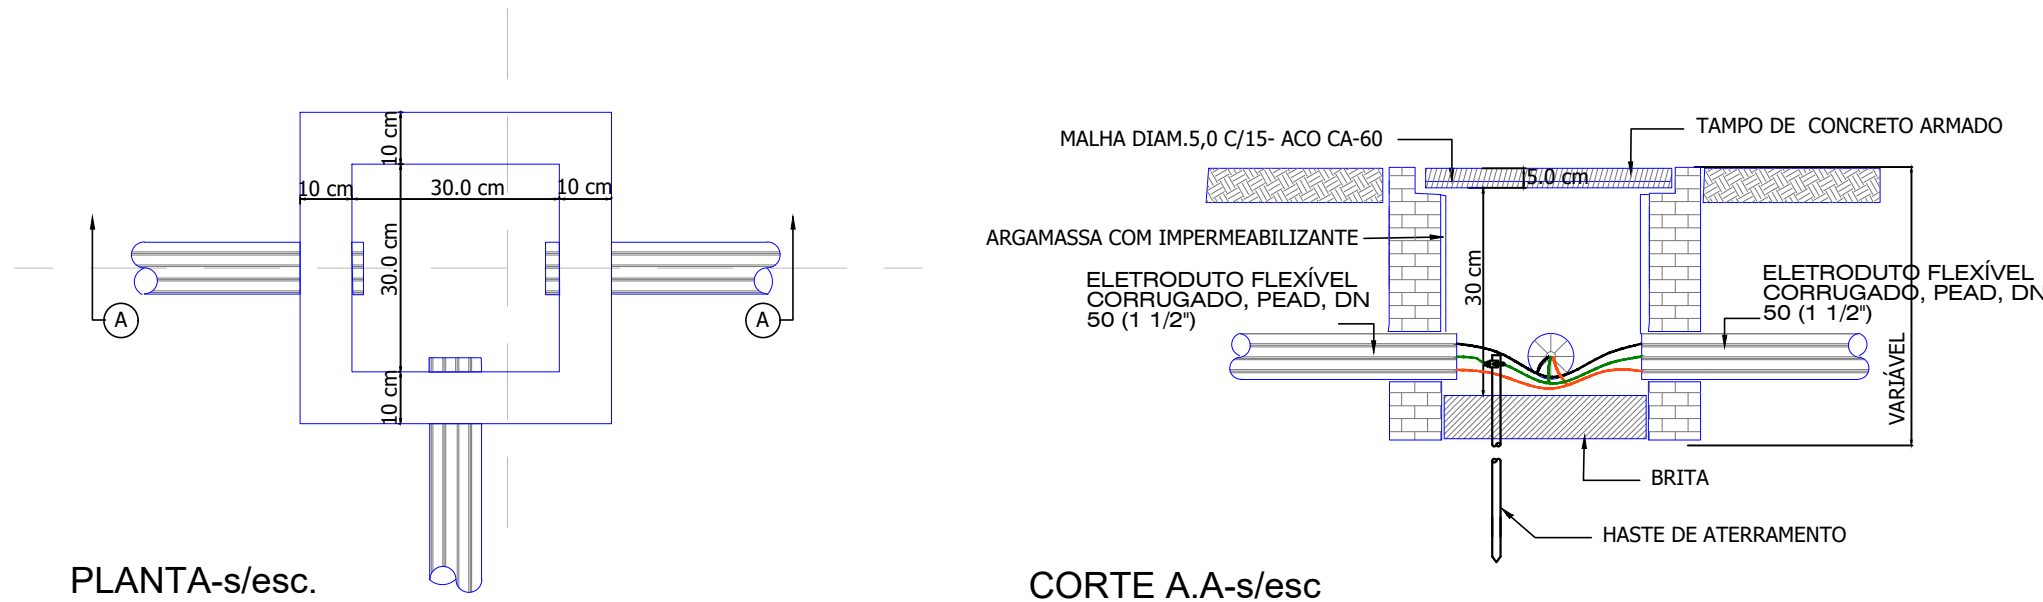 10 cm
10 cm
30.0 cm
10 cm
30.0 cm
10 cm
A
A
PLANTA-s/esc.
MALHA DIAM.5,0 C/15- ACO CA-60
TAMPO DE  CONCRETO ARMADO
5.0 cm
ARGAMASSA COM IMPERMEABILIZANTE
30 cm
ELETRODUTO FLEXÍVEL
CORRUGADO, PEAD, DN
50 (1 1/2")
ELETRODUTO FLEXÍVEL
CORRUGADO, PEAD, DN
50 (1 1/2")
VARIÁVEL
BRITA
HASTE DE ATERRAMENTO
CORTE A.A-s/esc